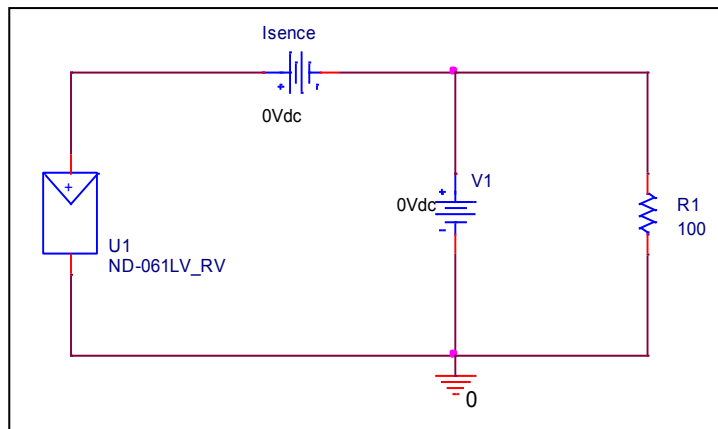 Isence
0Vdc
U1
ND-061LV_RV
V1
0Vdc
R1
100
0